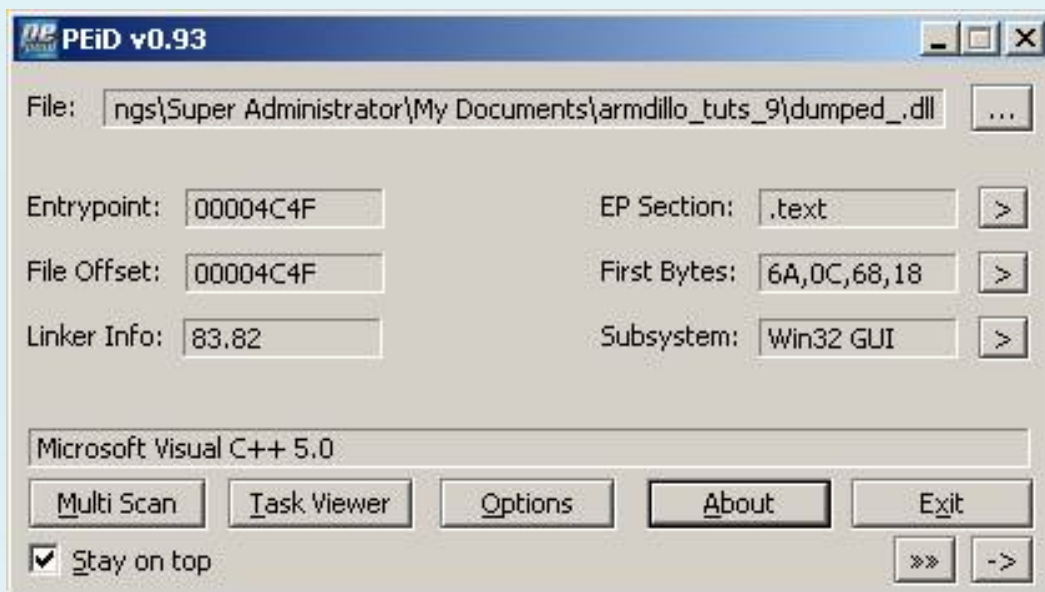 PEiD v0.93
File: ngs\Super Administrator\My Documents\armdillo_tuts_9\dumped_.dll ...
Entrypoint: 00004C4F EP Section: .text >
File Offset: 00004C4F First Bytes: 6A,0C,68,18 >
Linker Info: 83.82 Subsystem: Win32 GUI >
Microsoft Visual C++ 5.0
Multi Scan Task Viewer Options About Exit
Stay on top »» ->